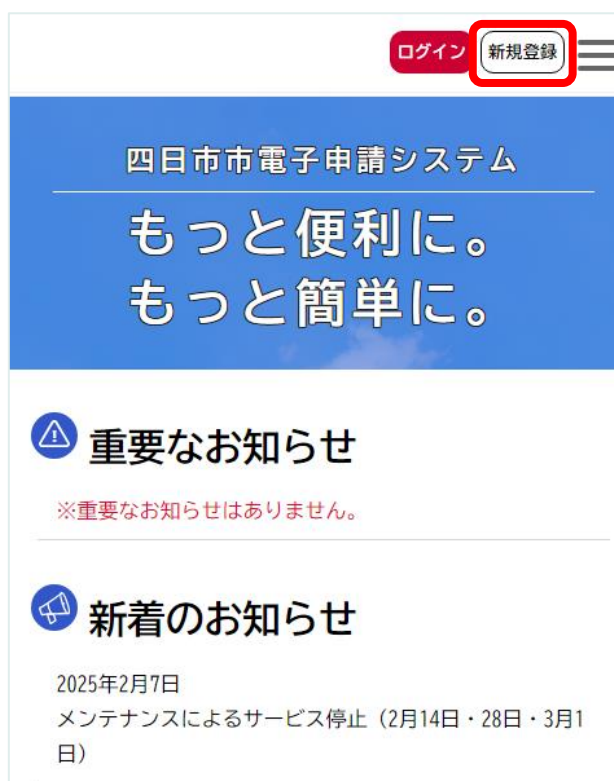 ログイン 新規登録
四日市市電子申請システム
もっと便利に。
もっと簡単に。
重要なお知らせ
※重要なお知らせはありません。
新着のお知らせ
2025年2月7日
メンテナンスによるサービス停止（2月14日・28日・3月1
日）